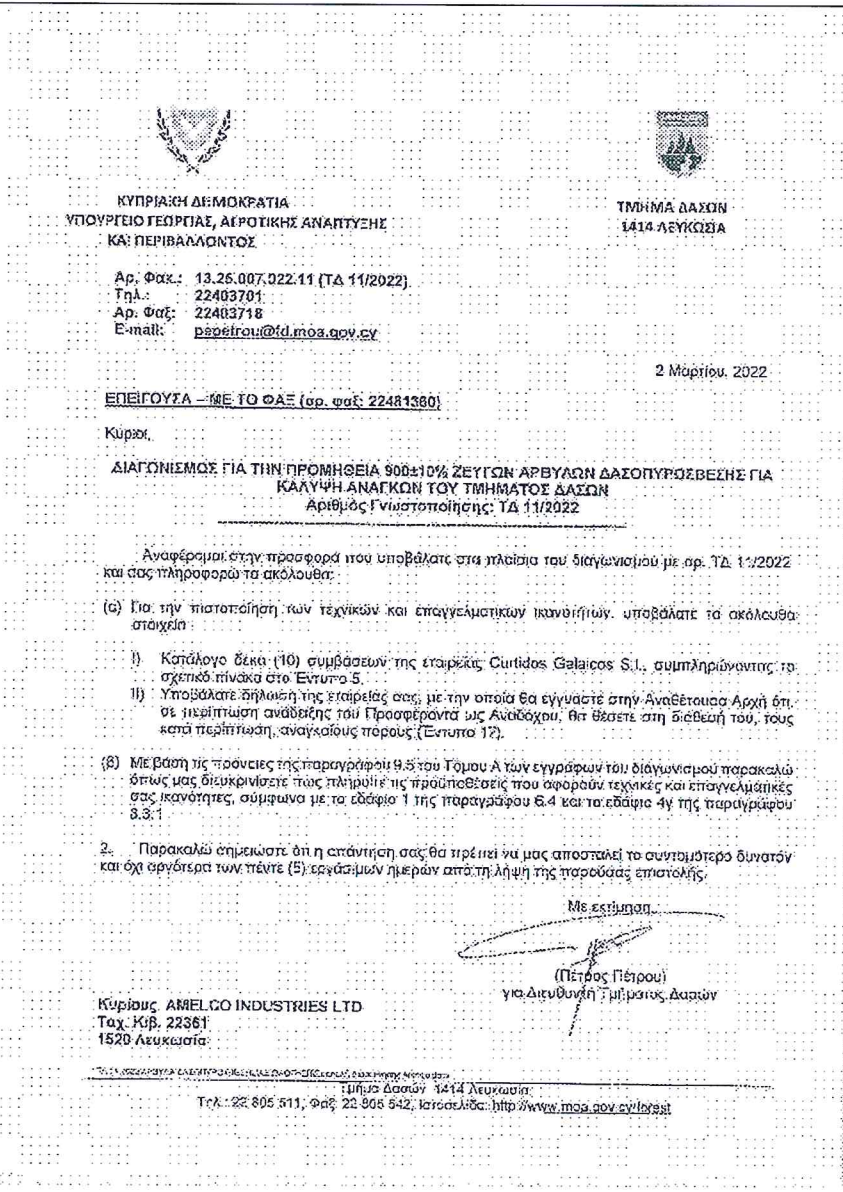 ΚΥΠΡΙΑΚΗ ΔΗΜΟΚΡΑΤΙΑ
ΥΠΟΥΡΓΕΙΟ ΓΕΩΡΓΙΑΣ, ΑΓΡΟΤΙΚΗΣ ΑΝΑΠΤΥΞΗΣ
ΚΑΙ ΠΕΡΙΒΑΛΛΟΝΤΟΣ
ΤΜΗΜΑ ΔΑΣΩΝ
1414 ΛΕΥΚΩΣΙΑ
Αρ. Φακ.: 13.25.007.022.11 (ΤΔ 11/2022)
Τηλ.: 22403701
Αρ. Φαξ: 22403718
E-mail: ppetrou@fd.moa.gov.cy
2 Μαρτίου, 2022
ΕΠΕΙΓΟΥΣΑ – ΜΕ ΤΟ ΦΑΞ (αρ. φαξ: 22481360)
Κύριοι,
ΔΙΑΓΩΝΙΣΜΟΣ ΓΙΑ ΤΗΝ ΠΡΟΜΗΘΕΙΑ 900±10% ΖΕΥΓΩΝ ΑΡΒΥΛΩΝ ΔΑΣΟΠΥΡΟΣΒΕΣΗΣ ΓΙΑ
ΚΑΛΥΨΗ ΑΝΑΓΚΩΝ ΤΟΥ ΤΜΗΜΑΤΟΣ ΔΑΣΩΝ
Αριθμός Γνωστοποίησης: ΤΔ 11/2022
Αναφέρομαι στην προσφορά που υποβάλατε στα πλαίσια του διαγωνισμού με αρ. ΤΔ 11/2022
και σας πληροφορώ τα ακόλουθα:
(α) Για την πιστοποίηση των τεχνικών και επαγγελματικών ικανοτήτων, υποβάλατε τα ακόλουθα
στοιχεία :
i) Κατάλογο δέκα (10) συμβάσεων της εταιρείας Curtidos Galaicos S.l., συμπληρώνοντας το
σχετικό πίνακα στο Έντυπο 5.
ii) Υποβάλατε δήλωση της εταιρείας σας, με την οποία θα εγγυάστε στην Αναθέτουσα Αρχή ότι,
σε περίπτωση ανάδειξης του Προσφέροντα ως Αναδόχου, θα θέσετε στη διάθεσή του, τους
κατά περίπτωση, αναγκαίους πόρους (Έντυπο 12).
(β) Με βάση τις πρόνοιες της παραγράφου 9.5 του Τόμου Α των εγγράφων του διαγωνισμού παρακαλώ
όπως μας διευκρινίσετε πώς πληρούτε τις προϋποθέσεις που αφορούν τεχνικές και επαγγελματικές
σας ικανότητες, σύμφωνα με το εδάφιο 1 της παραγράφου 6.4 και το εδάφιο 4γ της παραγράφου
3.3.1
2. Παρακαλώ σημειώστε ότι η απάντηση σας θα πρέπει να μας αποσταλεί το συντομότερο δυνατόν
και όχι αργότερα των πέντε (5) εργάσιμων ημερών από τη λήψη της παρούσας επιστολής.
Με εκτίμηση,
(Πέτρος Πέτρου)
για Διευθυντή Τμήματος Δασών
Κυρίους AMELCO INDUSTRIES LTD
Ταχ. Κιβ. 22361
1520 Λευκωσία
Τμήμα Δασών 1414 Λευκωσία
Τηλ.: 22 805 511, Φαξ: 22 805 542, Ιστοσελίδα: http://www.moa.gov.cy/forest